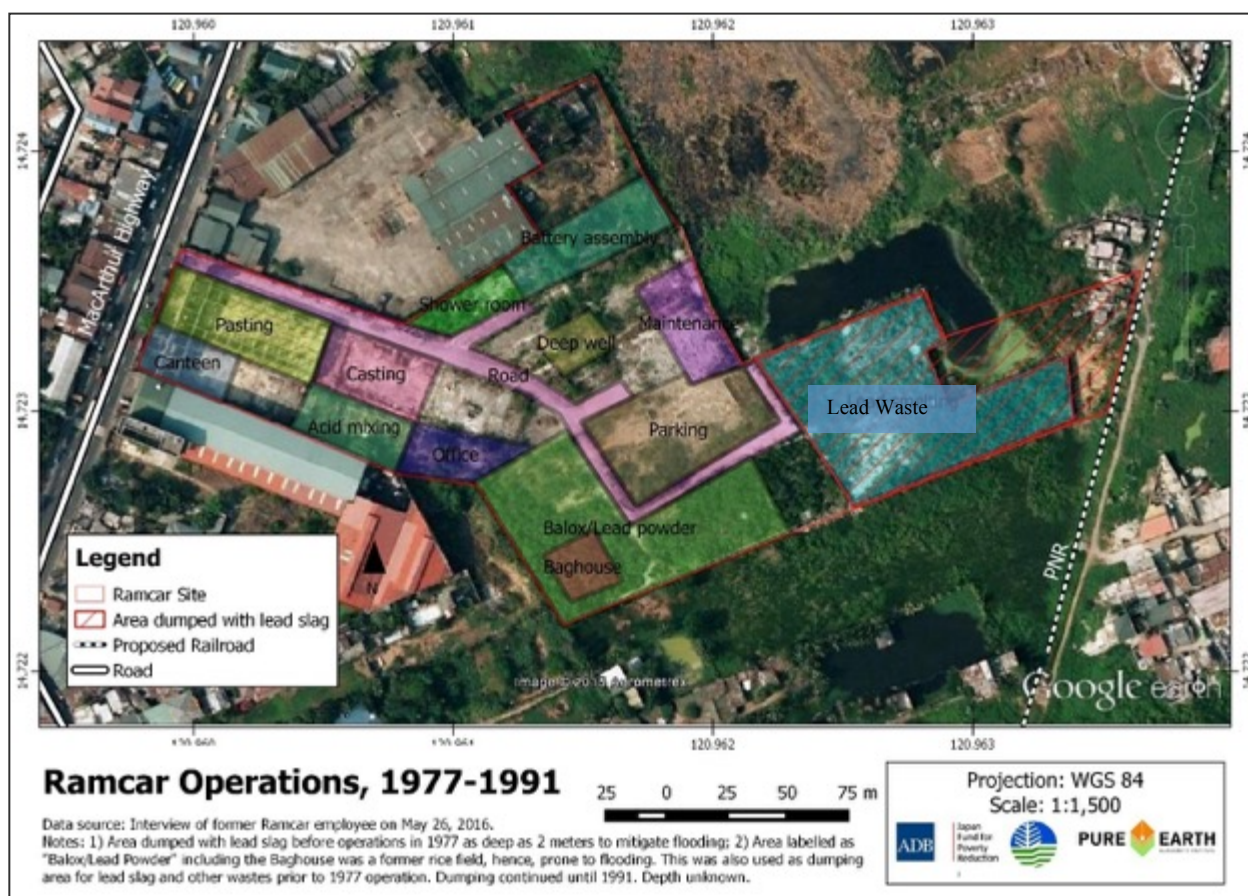 120.960 120.961 120.962 120.963
14.724
14.724
MacArthur Highway
Battery assembly
Shower room
Pasting
Maintenance
Deep well
Canteen
Casting
Road
14.723
14.723
Lead Waste
Acid mixing
Parking
Office
Balox/Lead powder
Baghouse
PNR
Legend
Ramcar Site
Area dumped with lead slag
Proposed Railroad
Road
N
14.722
14.722
Image © 2015 Aerometrex
Google earth
120.960 120.961 120.962 120.963
Ramcar Operations, 1977-1991
25 0 25 50 75 m
Data source: Interview of former Ramcar employee on May 26, 2016.
Notes: 1) Area dumped with lead slag before operations in 1977 as deep as 2 meters to mitigate flooding; 2) Area labelled as
"Balox/Lead Powder" including the Baghouse was a former rice field, hence, prone to flooding. This was also used as dumping
area for lead slag and other wastes prior to 1977 operation. Dumping continued until 1991. Depth unknown.
Projection: WGS 84
Scale: 1:1,500
ADB
Japan
Fund for
Poverty
Reduction
PURE EARTH